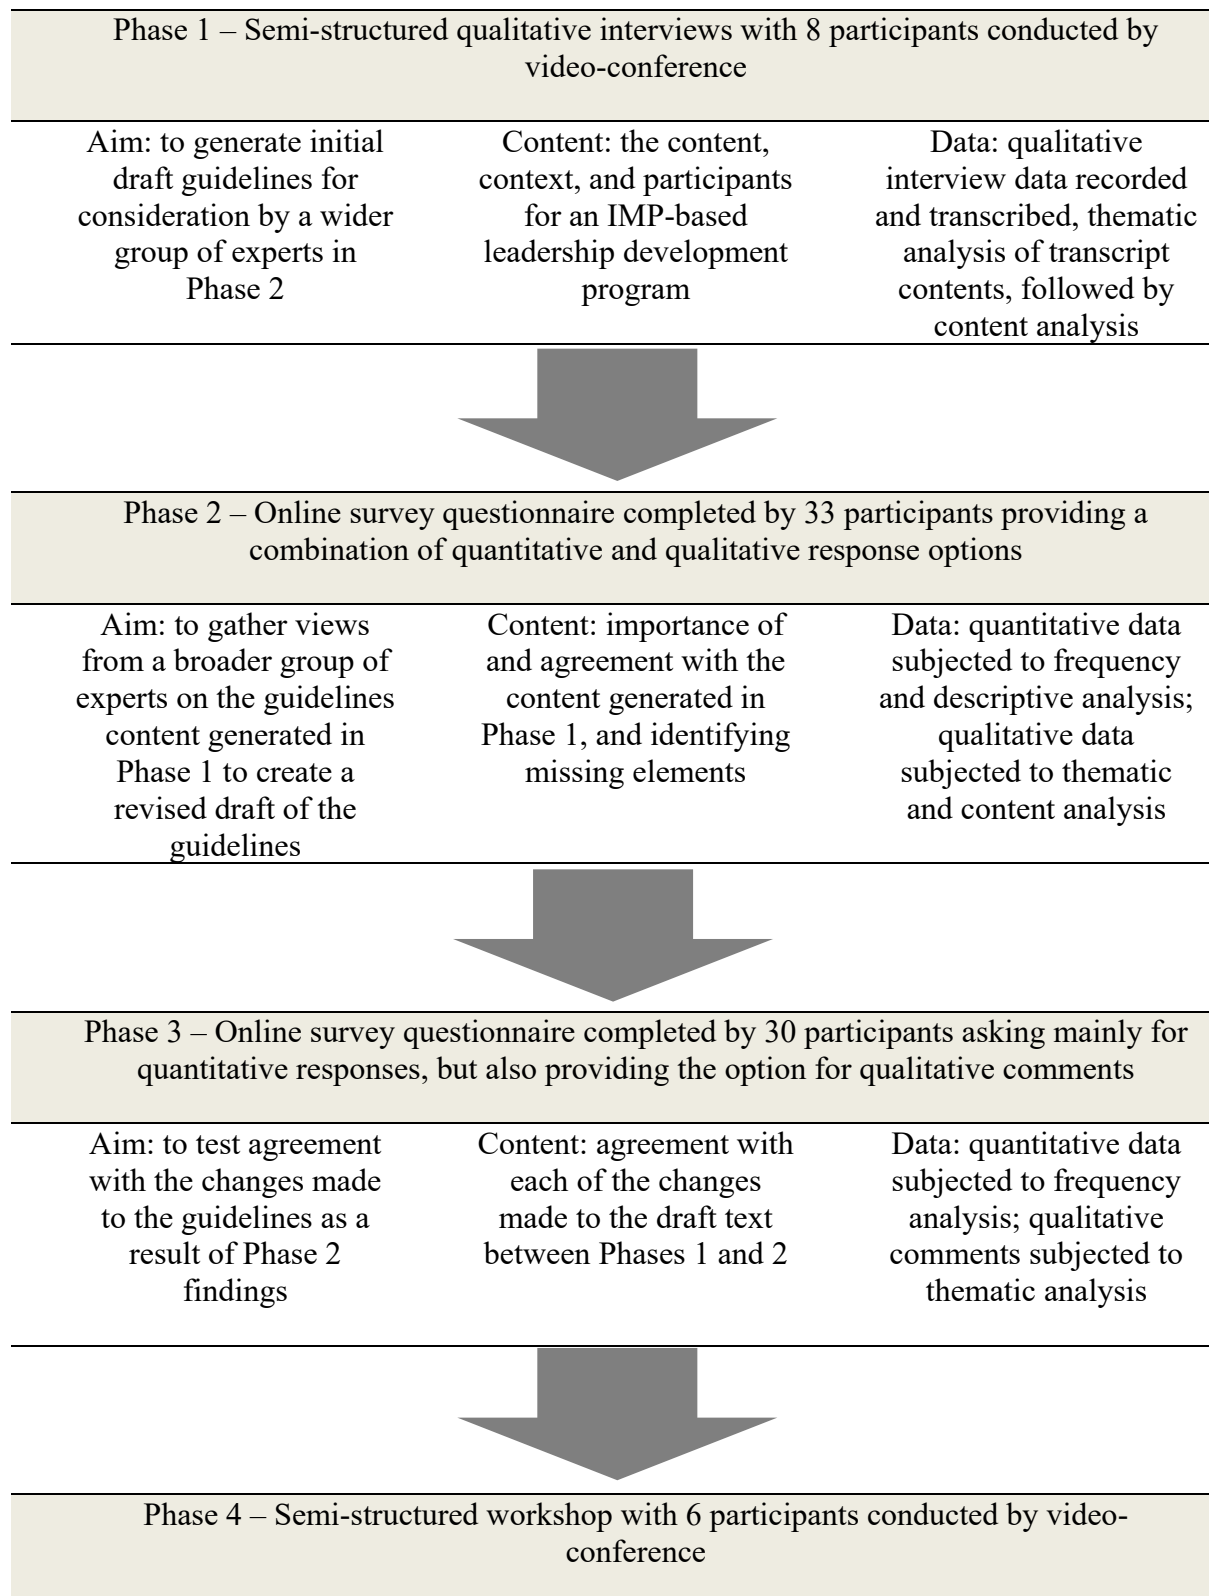 Phase 1 – Semi-structured qualitative interviews with 8 participants conducted by
video-conference
Aim: to generate initial
draft guidelines for
consideration by a wider
group of experts in
Phase 2
Content: the content,
context, and participants
for an IMP-based
leadership development
program
Data: qualitative
interview data recorded
and transcribed, thematic
analysis of transcript
contents, followed by
content analysis
Phase 2 – Online survey questionnaire completed by 33 participants providing a
combination of quantitative and qualitative response options
Aim: to gather views
from a broader group of
experts on the guidelines
content generated in
Phase 1 to create a
revised draft of the
guidelines
Content: importance of
and agreement with the
content generated in
Phase 1, and identifying
missing elements
Data: quantitative data
subjected to frequency
and descriptive analysis;
qualitative data
subjected to thematic
and content analysis
Phase 3 – Online survey questionnaire completed by 30 participants asking mainly for
quantitative responses, but also providing the option for qualitative comments
Aim: to test agreement
with the changes made
to the guidelines as a
result of Phase 2
findings
Content: agreement with
each of the changes
made to the draft text
between Phases 1 and 2
Data: quantitative data
subjected to frequency
analysis; qualitative
comments subjected to
thematic analysis
Phase 4 – Semi-structured workshop with 6 participants conducted by video-
conference